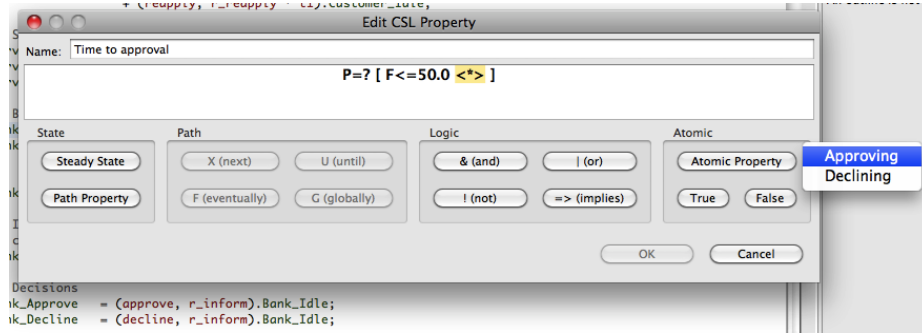 + (reapply, r_reapply * t1).Customer_Idle;
Edit CSL Property
Name: Time to approval
P=? [ F<=50.0 <*> ]
State Path Logic Atomic
Steady State X (next) U (until) & (and) | (or) Atomic Property Approving
Declining
Path Property F (eventually) G (globally) ! (not) => (implies) True False
OK Cancel
Decisions
nk_Approve = (approve, r_inform).Bank_Idle;
nk_Decline = (decline, r_inform).Bank_Idle;